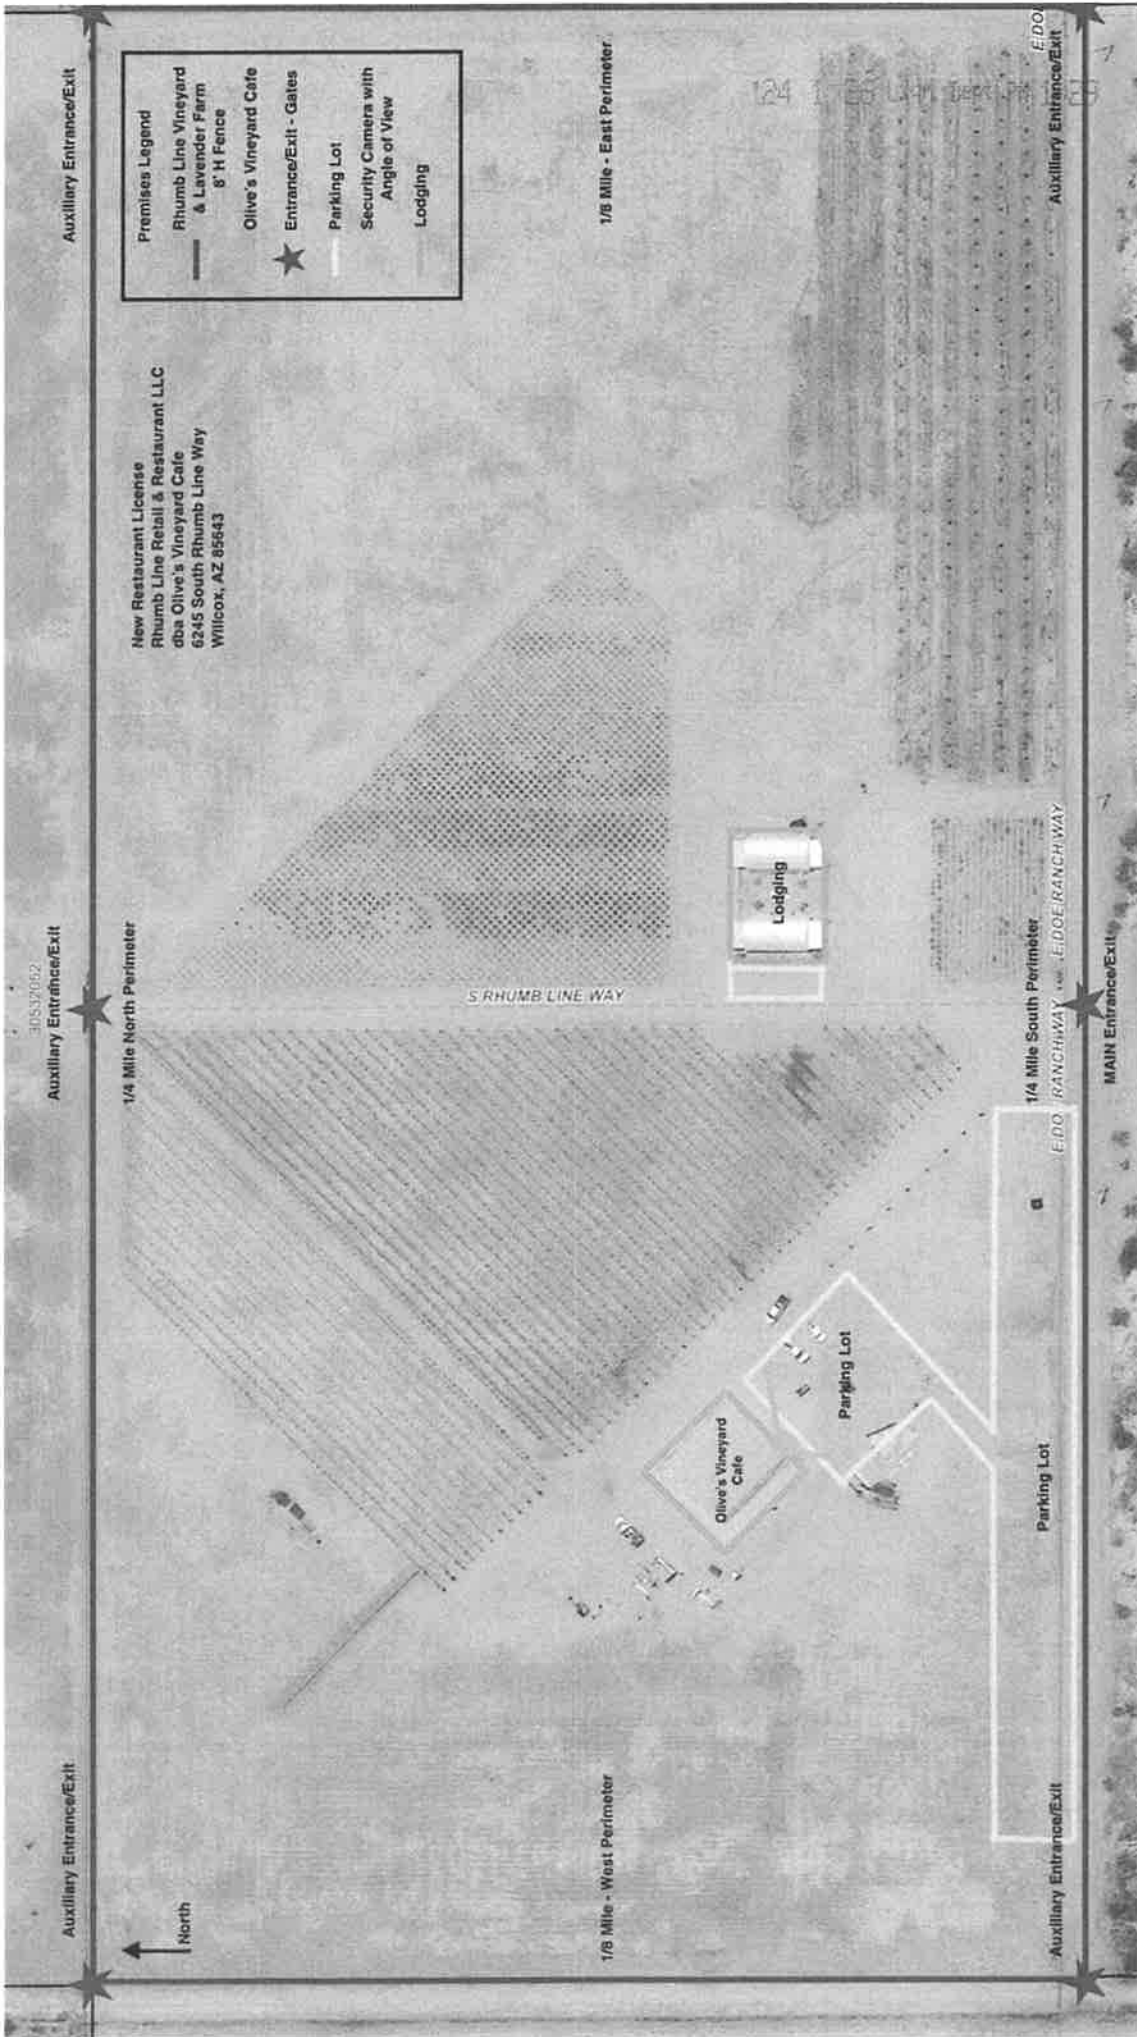 30532062
Auxiliary Entrance/Exit
Auxiliary Entrance/Exit
Auxiliary Entrance/Exit
North
1/4 Mile North Perimeter
New Restaurant License
Rhumb Line Retail & Restaurant LLC
dba Olive's Vineyard Cafe
6245 South Rhumb Line Way
Willcox, AZ 85643
Premises Legend
Rhumb Line Vineyard
& Lavender Farm
8' H Fence
Olive's Vineyard Cafe
Entrance/Exit - Gates
Parking Lot
Security Camera with
Angle of View
Lodging
S RHUMB LINE WAY
1/8 Mile - West Perimeter
1/8 Mile - East Perimeter
Olive's Vineyard
Cafe
Parking Lot
Lodging
Parking Lot
1/4 Mile South Perimeter
RANCH WAY
E DOE RANCH WAY
E DOE
Auxiliary Entrance/Exit
Auxiliary Entrance/Exit
MAIN Entrance/Exit